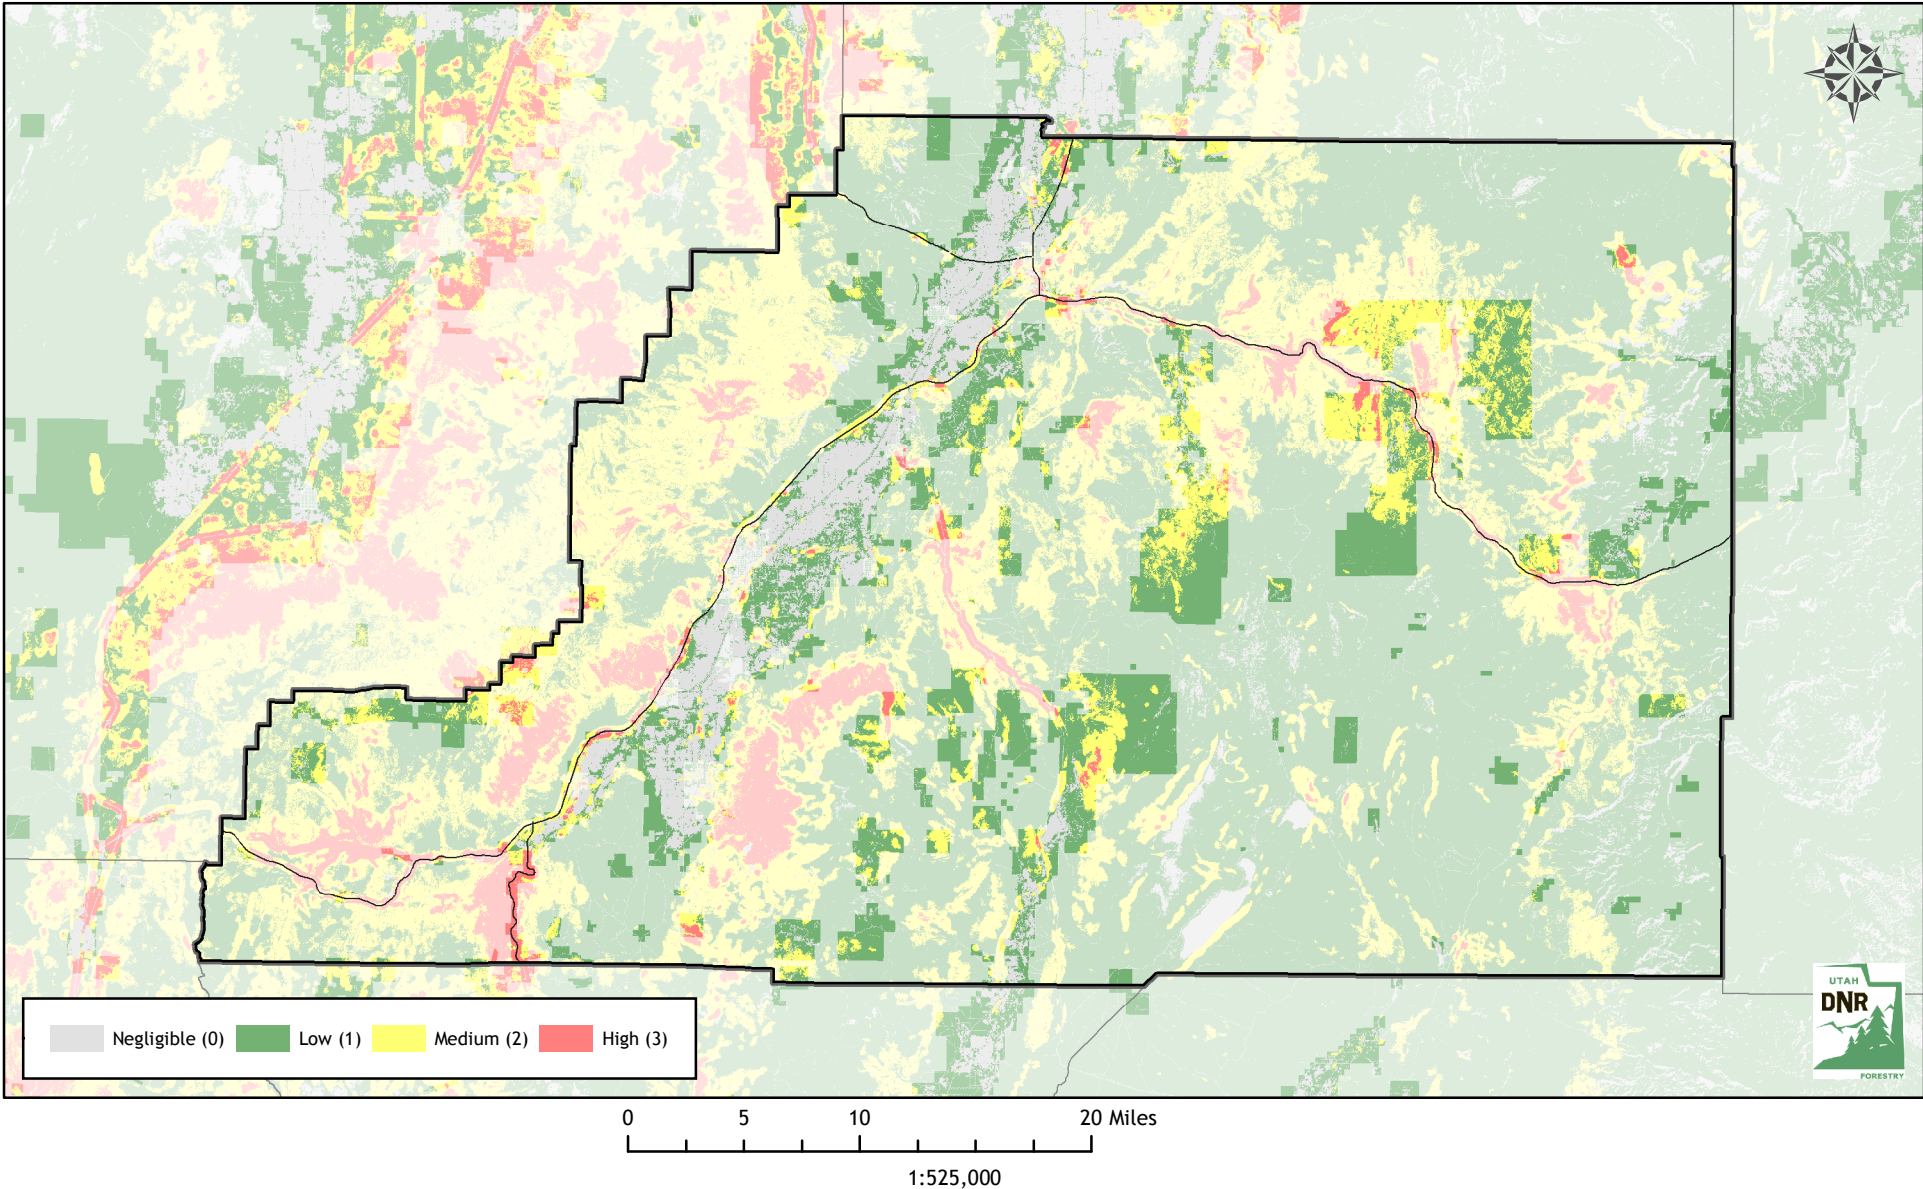 Negligible (0)
Low (1)
Medium (2)
High (3)
UTAH
DNR
FORESTRY
0 5 10 20 Miles
1:525,000